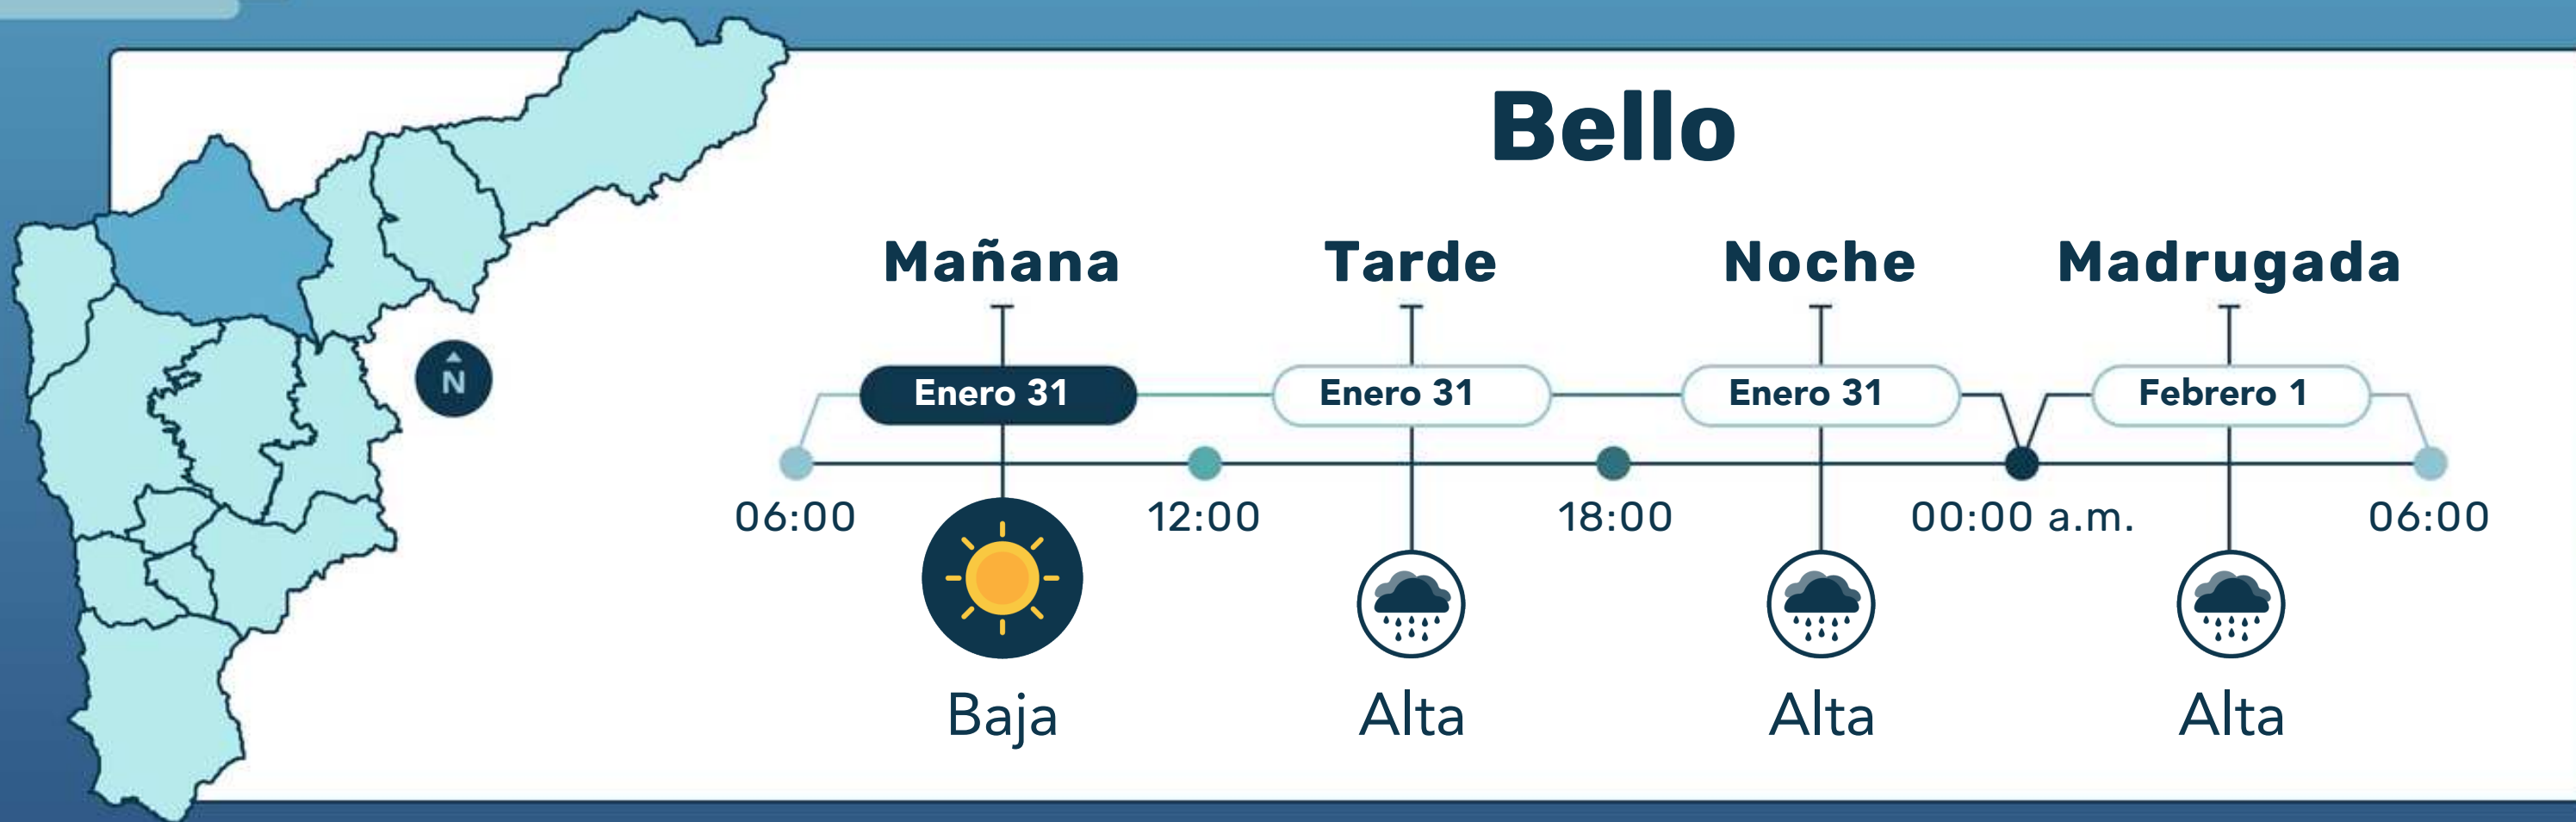 Bello
Mañana Tarde Noche Madrugada
N
Enero 31 Enero 31 Enero 31 Febrero 1
06:00 12:00 18:00 00:00 a.m. 06:00
Baja Alta Alta Alta